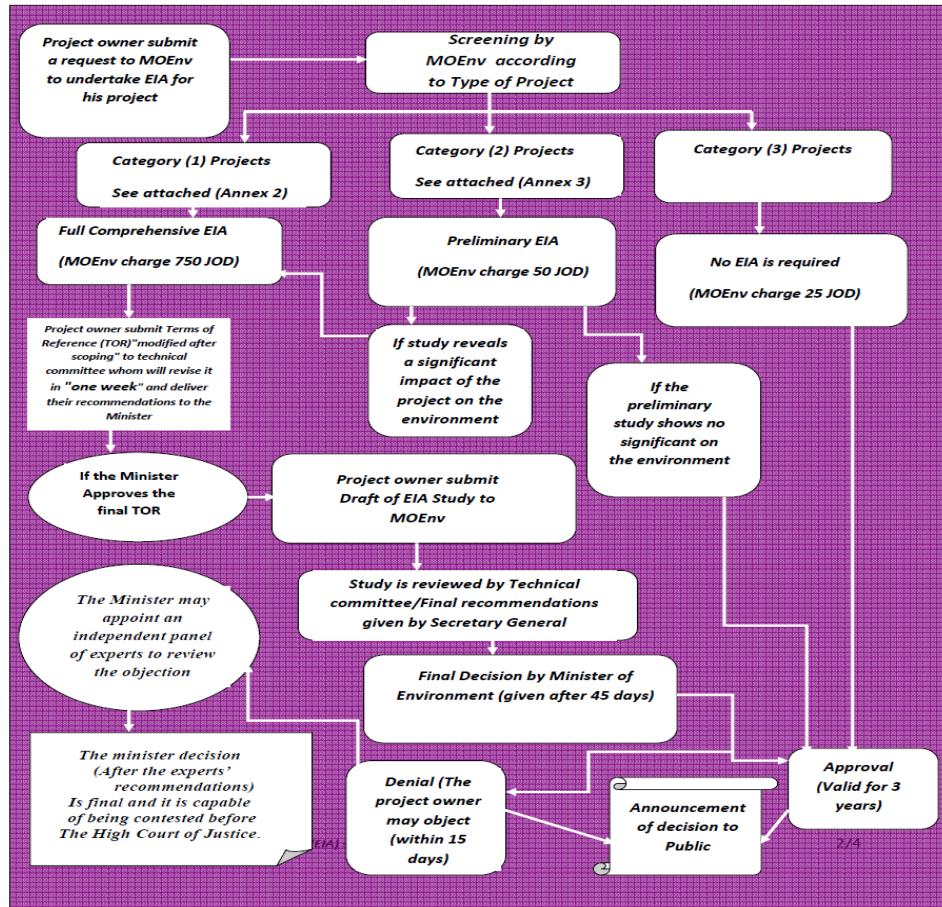 Project owner submit
a request to MOEnv
to undertake EIA for
his project
Screening by
MOEnv according
to Type of Project
Category (1) Projects
See attached (Annex 2)
Category (2) Projects
See attached (Annex 3)
Category (3) Projects
Full Comprehensive EIA
(MOEnv charge 750 JOD)
Preliminary EIA
(MOEnv charge 50 JOD)
No EIA is required
(MOEnv charge 25 JOD)
Project owner submit Terms of
Reference (TOR)"modified after
scoping" to technical
committee whom will revise it
in "one week" and deliver
their recommendations to the
Minister
If study reveals
a significant
impact of the
project on the
environment
If the
preliminary
study shows no
significant on
the environment
If the Minister
Approves the
final TOR
Project owner submit
Draft of EIA Study to
MOEnv
Study is reviewed by Technical
committee/Final recommendations
given by Secretary General
The Minister may
appoint an
independent panel
of experts to review
the objection
Final Decision by Minister of
Environment (given after 45 days)
The minister decision
(After the experts'
recommendations)
Is final and it is capable
of being contested before
The High Court of Justice.
Denial (The
project owner
may object
(within 15
days)
Announcement
of decision to
Public
Approval
(Valid for 3
years)
(EIA)
2/4